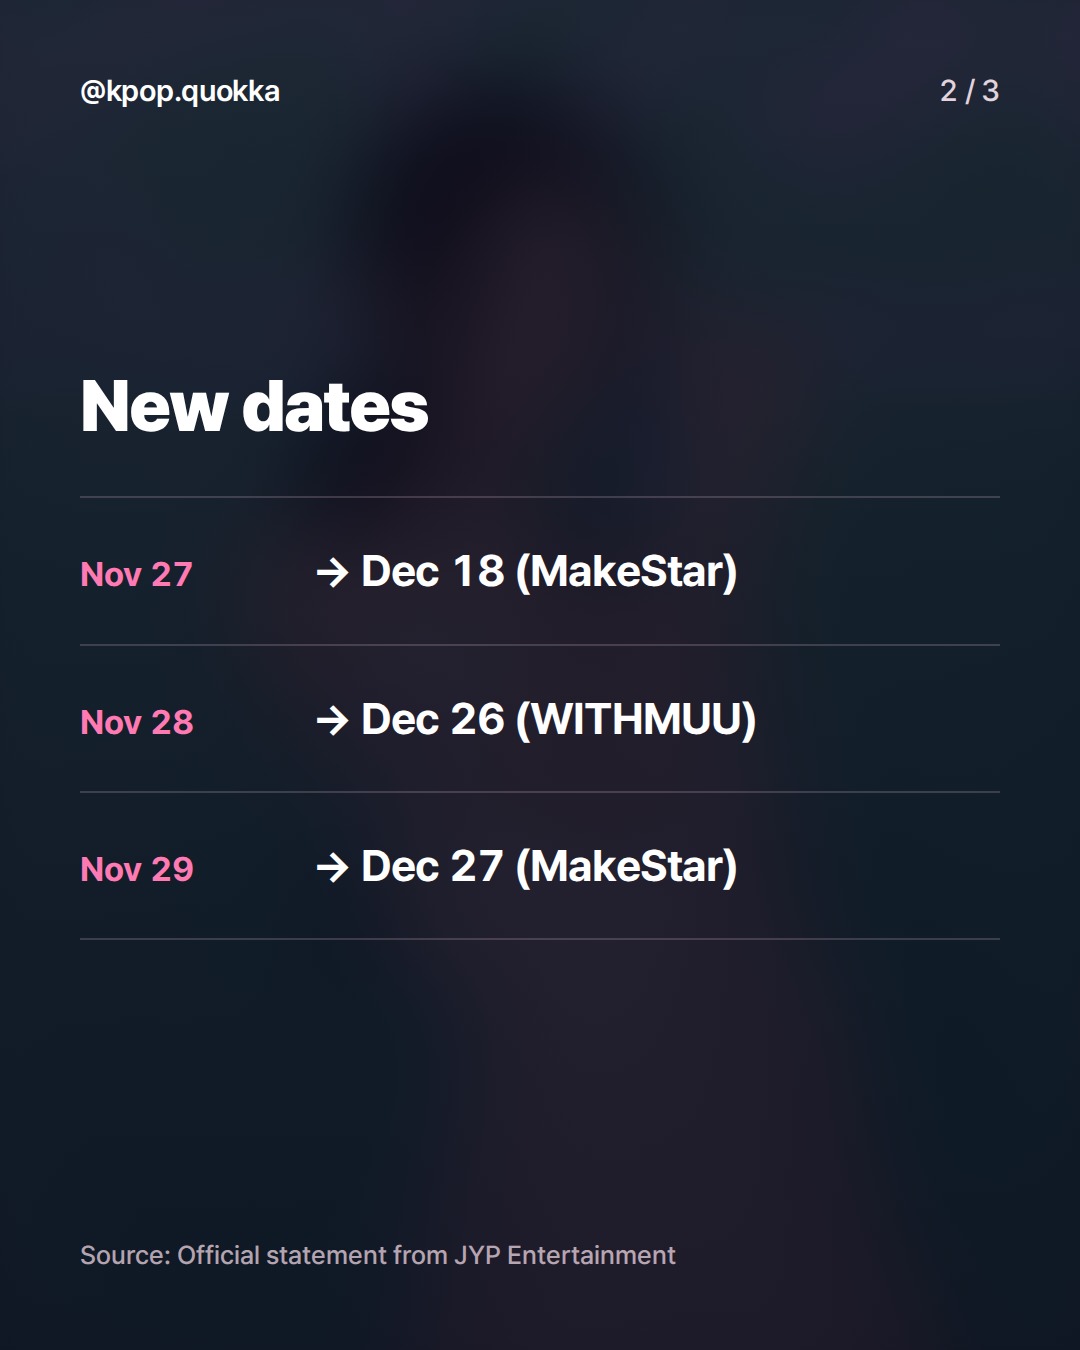 @kpop.quokka
2 / 3
New dates
Nov 27 → Dec 18 (MakeStar)
Nov 28 → Dec 26 (WITHMUU)
Nov 29 → Dec 27 (MakeStar)
Source: Official statement from JYP Entertainment